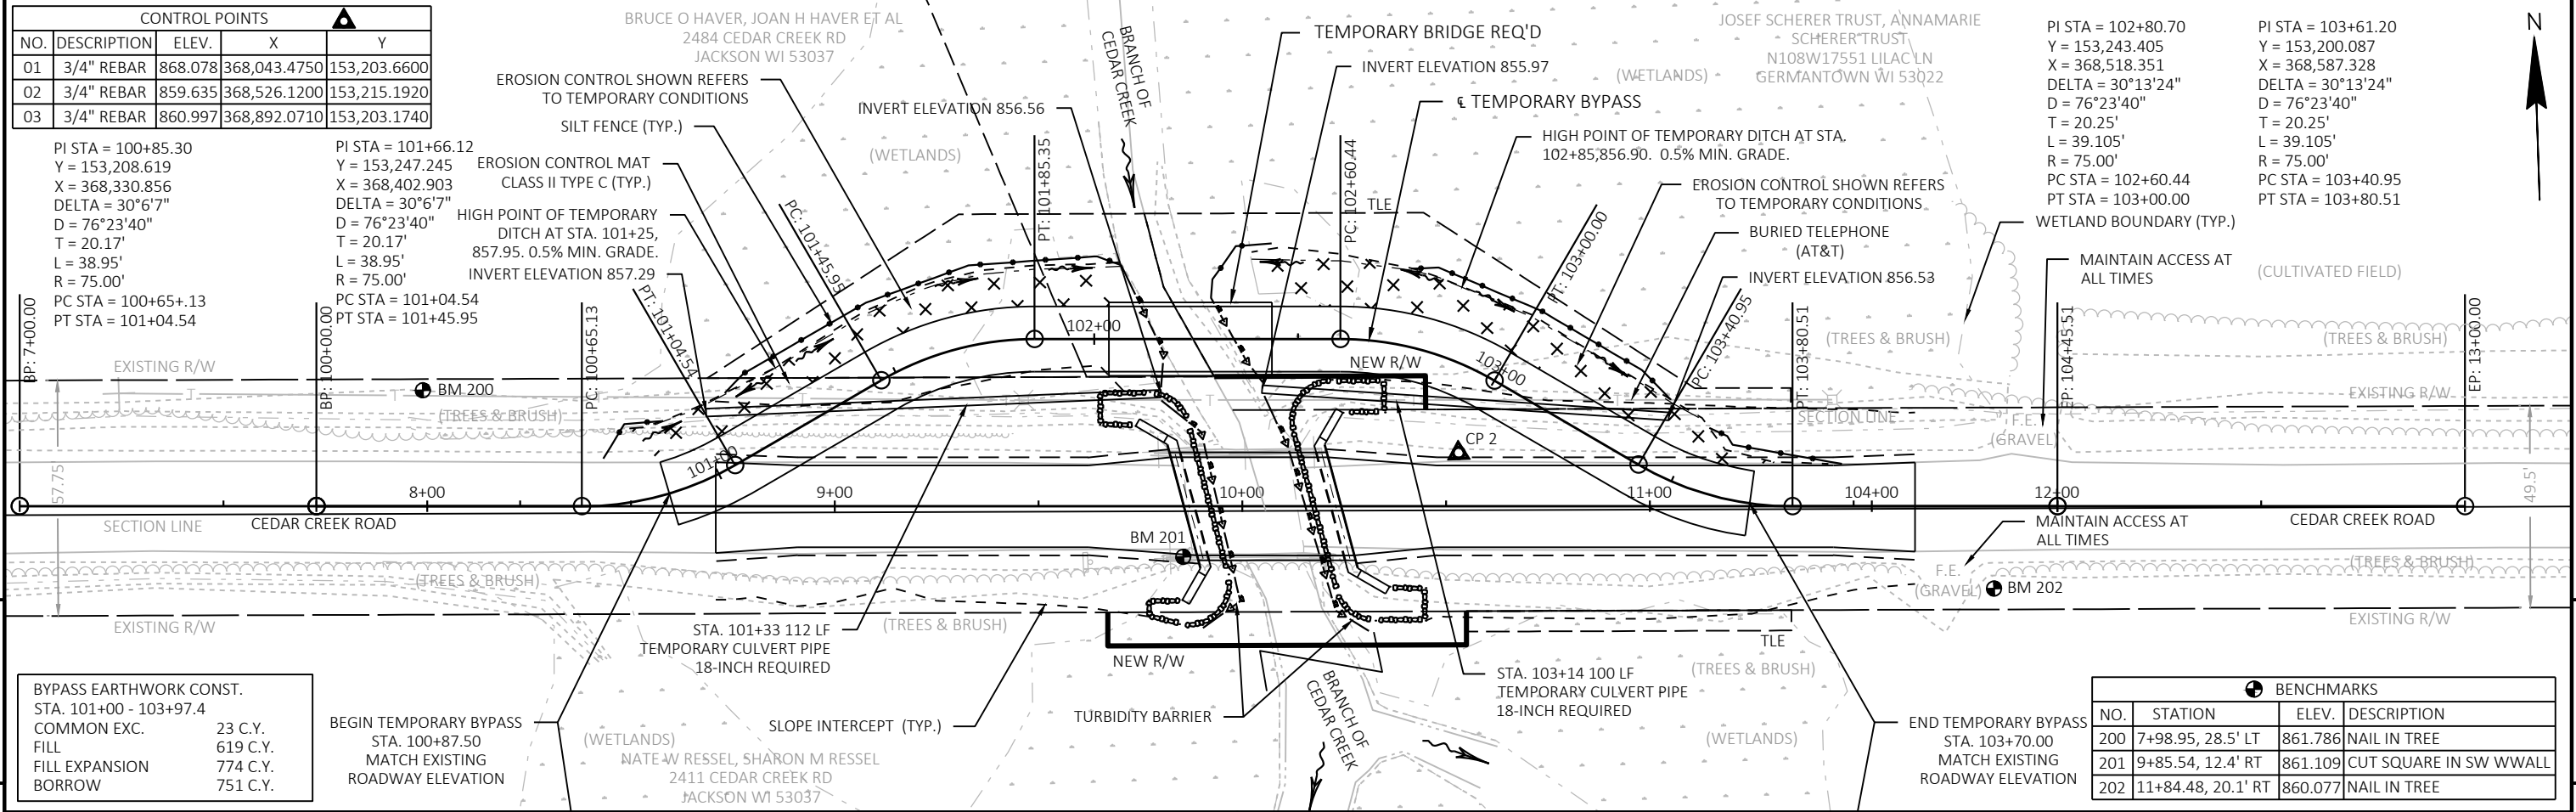 CONTROL POINTS
NO. DESCRIPTION ELEV. X Y
01 3/4" REBAR 868.078 368,043.4750 153,203.6600
02 3/4" REBAR 859.635 368,526.1200 153,215.1920
03 3/4" REBAR 860.997 368,892.0710 153,203.1740
PI STA = 100+85.30
Y = 153,208.619
X = 368,330.856
DELTA = 30°6'7"
D = 76°23'40"
T = 20.17'
L = 38.95'
R = 75.00'
PC STA = 100+65+.13
PT STA = 101+04.54
PI STA = 101+66.12
Y = 153,247.245
X = 368,402.903
DELTA = 30°6'7"
D = 76°23'40"
T = 20.17'
L = 38.95'
R = 75.00'
PC STA = 101+04.54
PT STA = 101+45.95
BRUCE O HAVER, JOAN H HAVER ET AL
2484 CEDAR CREEK RD
JACKSON WI 53037
EROSION CONTROL SHOWN REFERS
TO TEMPORARY CONDITIONS
SILT FENCE (TYP.)
EROSION CONTROL MAT
CLASS II TYPE C (TYP.)
HIGH POINT OF TEMPORARY
DITCH AT STA. 101+25,
857.95. 0.5% MIN. GRADE.
INVERT ELEVATION 857.29
INVERT ELEVATION 856.56
(WETLANDS)
BRANCH OF
CEDAR CREEK
TEMPORARY BRIDGE REQ'D
INVERT ELEVATION 855.97
℄ TEMPORARY BYPASS
HIGH POINT OF TEMPORARY DITCH AT STA.
102+85,856.90. 0.5% MIN. GRADE.
(WETLANDS)
JOSEF SCHERER TRUST, ANNAMARIE
SCHERER TRUST
N108W17551 LILAC LN
GERMANTOWN WI 53022
EROSION CONTROL SHOWN REFERS
TO TEMPORARY CONDITIONS
BURIED TELEPHONE
(AT&T)
INVERT ELEVATION 856.53
PI STA = 102+80.70
Y = 153,243.405
X = 368,518.351
DELTA = 30°13'24"
D = 76°23'40"
T = 20.25'
L = 39.105'
R = 75.00'
PC STA = 102+60.44
PT STA = 103+00.00
PI STA = 103+61.20
Y = 153,200.087
X = 368,587.328
DELTA = 30°13'24"
D = 76°23'40"
T = 20.25'
L = 39.105'
R = 75.00'
PC STA = 103+40.95
PT STA = 103+80.51
N
WETLAND BOUNDARY (TYP.)
MAINTAIN ACCESS AT
ALL TIMES
(CULTIVATED FIELD)
BP: 7+00.00
BP: 100+00.00
PC: 100+65.13
PT: 101+04.54
PC: 101+45.95
PT: 101+85.35
PC: 102+60.44
PT: 103+00.00
PC: 103+40.95
PT: 103+80.51
EP: 104+45.51
EP: 13+00.00
TLE
EXISTING R/W
BM 200
(TREES & BRUSH)
T
102+00
NEW R/W
103+00
SECTION LINE
(TREES & BRUSH)
(TREES & BRUSH)
EXISTING R/W
F.E.
(GRAVEL)
CP 2
101+00
57.75'
49.5'
8+00
9+00
10+00
11+00
104+00
12+00
SECTION LINE
CEDAR CREEK ROAD
CEDAR CREEK ROAD
MAINTAIN ACCESS AT
ALL TIMES
BM 201
P
(TREES & BRUSH)
(TREES & BRUSH)
F.E.
(GRAVEL)
BM 202
EXISTING R/W
EXISTING R/W
STA. 101+33 112 LF
TEMPORARY CULVERT PIPE
18-INCH REQUIRED
(TREES & BRUSH)
NEW R/W
TLE
(TREES & BRUSH)
STA. 103+14 100 LF
TEMPORARY CULVERT PIPE
18-INCH REQUIRED
BYPASS EARTHWORK CONST.
STA. 101+00 - 103+97.4
COMMON EXC. 23 C.Y.
FILL 619 C.Y.
FILL EXPANSION 774 C.Y.
BORROW 751 C.Y.
BEGIN TEMPORARY BYPASS
STA. 100+87.50
MATCH EXISTING
ROADWAY ELEVATION
SLOPE INTERCEPT (TYP.)
(WETLANDS)
NATE W RESSEL, SHARON M RESSEL
2411 CEDAR CREEK RD
JACKSON WI 53037
TURBIDITY BARRIER
BRANCH OF
CEDAR CREEK
(WETLANDS)
END TEMPORARY BYPASS
STA. 103+70.00
MATCH EXISTING
ROADWAY ELEVATION
BENCHMARKS
NO. STATION ELEV. DESCRIPTION
200 7+98.95, 28.5' LT 861.786 NAIL IN TREE
201 9+85.54, 12.4' RT 861.109 CUT SQUARE IN SW WWALL
202 11+84.48, 20.1' RT 860.077 NAIL IN TREE